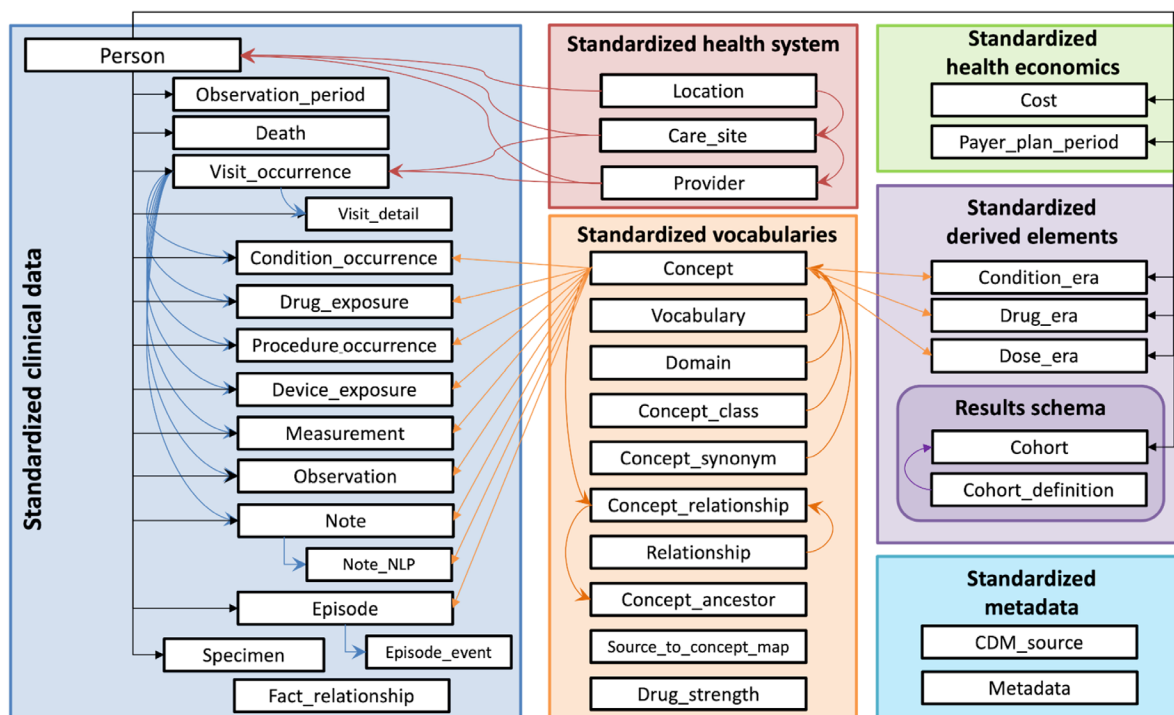 Standardized clinical data
Person
Observation_period
Death
Visit_occurrence
Visit_detail
Condition_occurrence
Drug_exposure
Procedure_occurrence
Device_exposure
Measurement
Observation
Note
Note_NLP
Episode
Episode_event
Specimen
Fact_relationship
Standardized health system
Location
Care_site
Provider
Standardized vocabularies
Concept
Vocabulary
Domain
Concept_class
Concept_synonym
Concept_relationship
Relationship
Concept_ancestor
Source_to_concept_map
Drug_strength
Standardized
health economics
Cost
Payer_plan_period
Standardized
derived elements
Condition_era
Drug_era
Dose_era
Results schema
Cohort
Cohort_definition
Standardized
metadata
CDM_source
Metadata